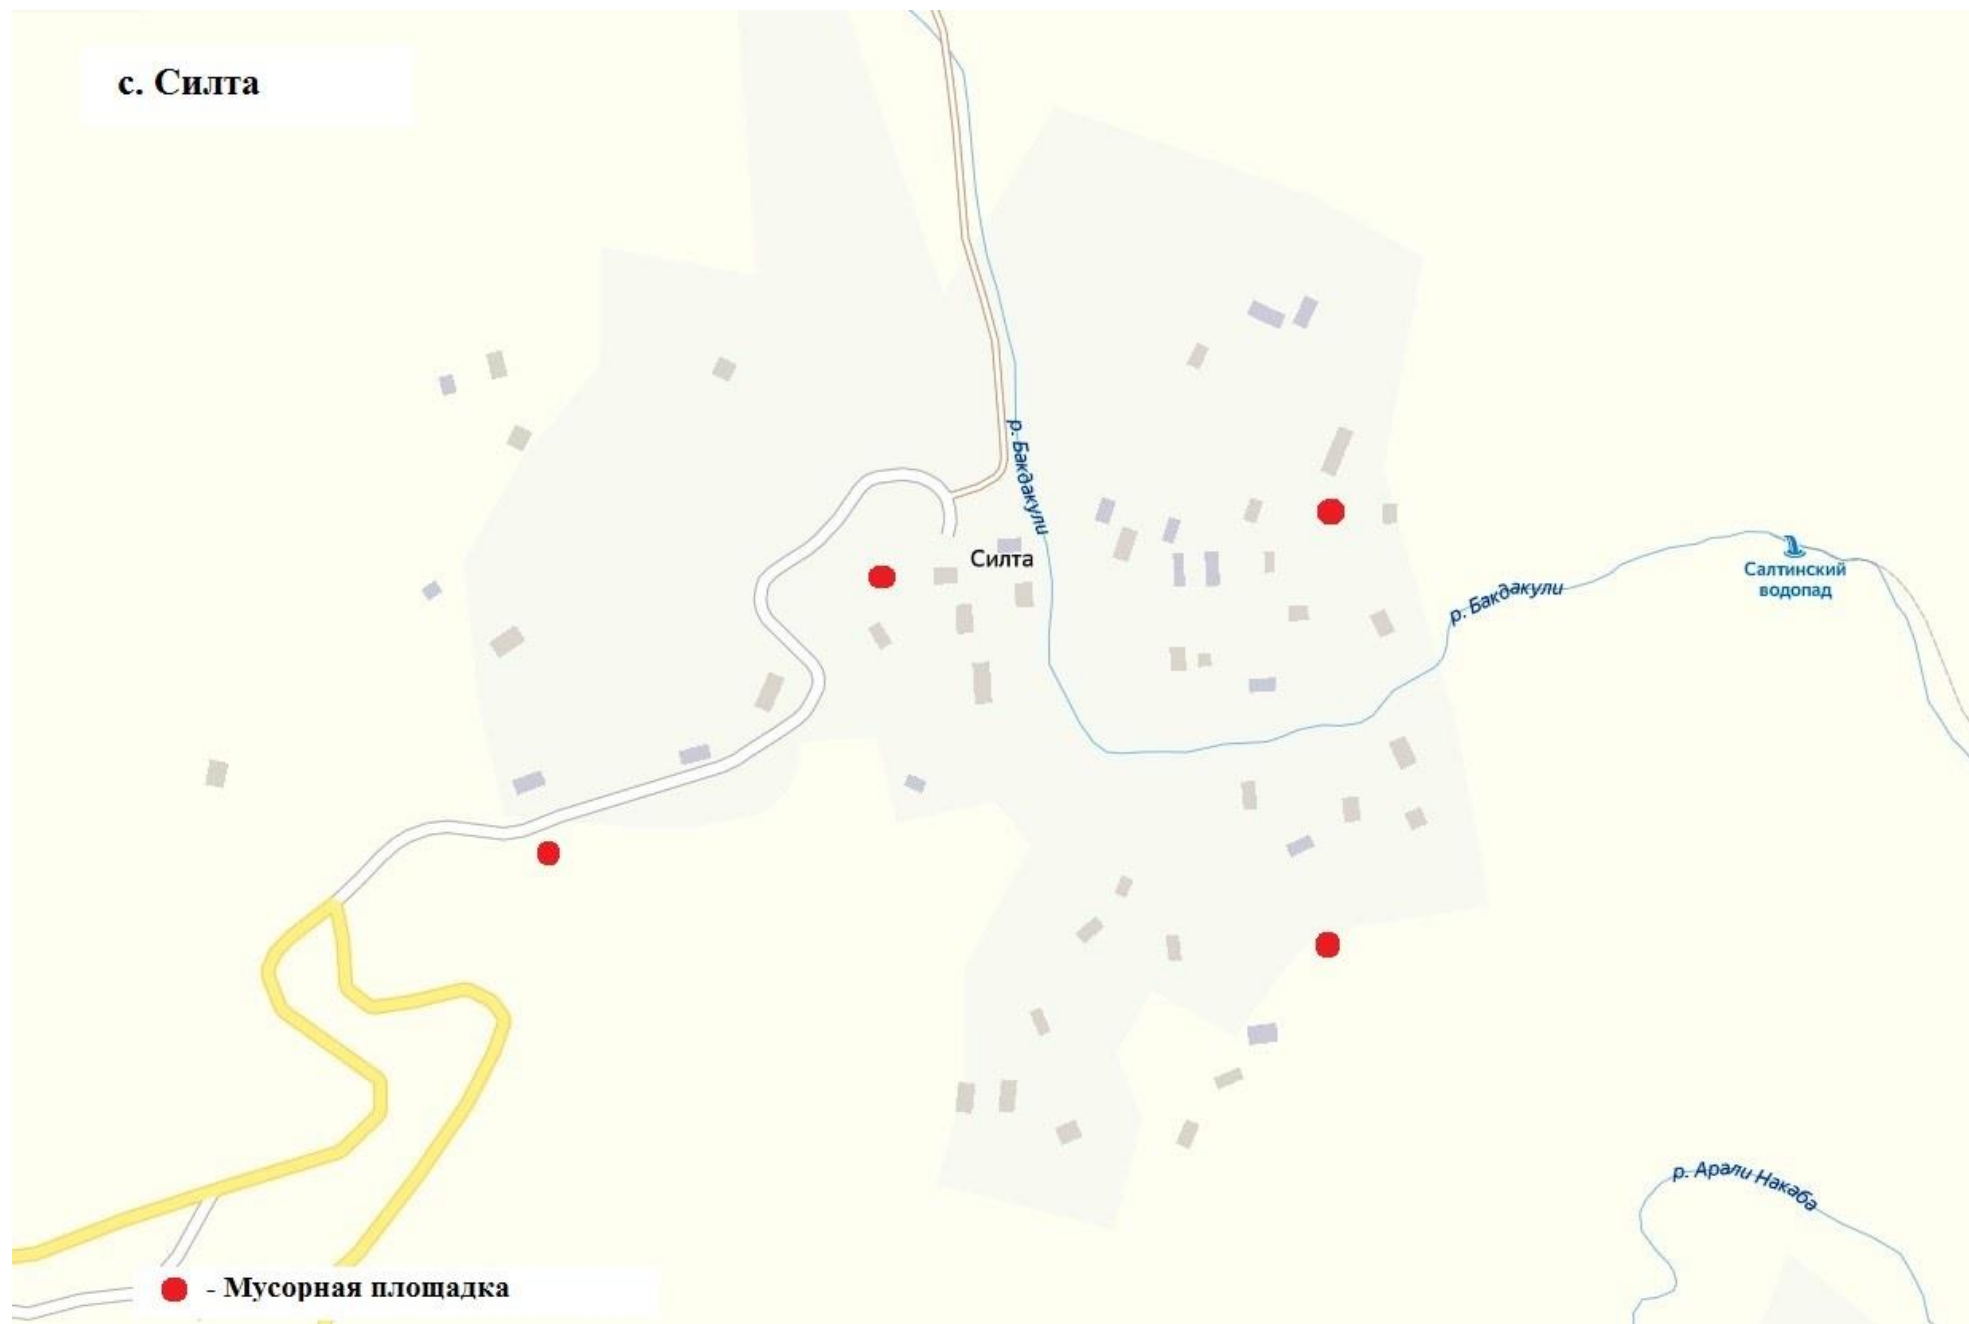 с. Силта
р. Бакдакули
Силта
р. Бакдакули
Салтинский
водопад
р. Арали Накаба
- Мусорная площадка